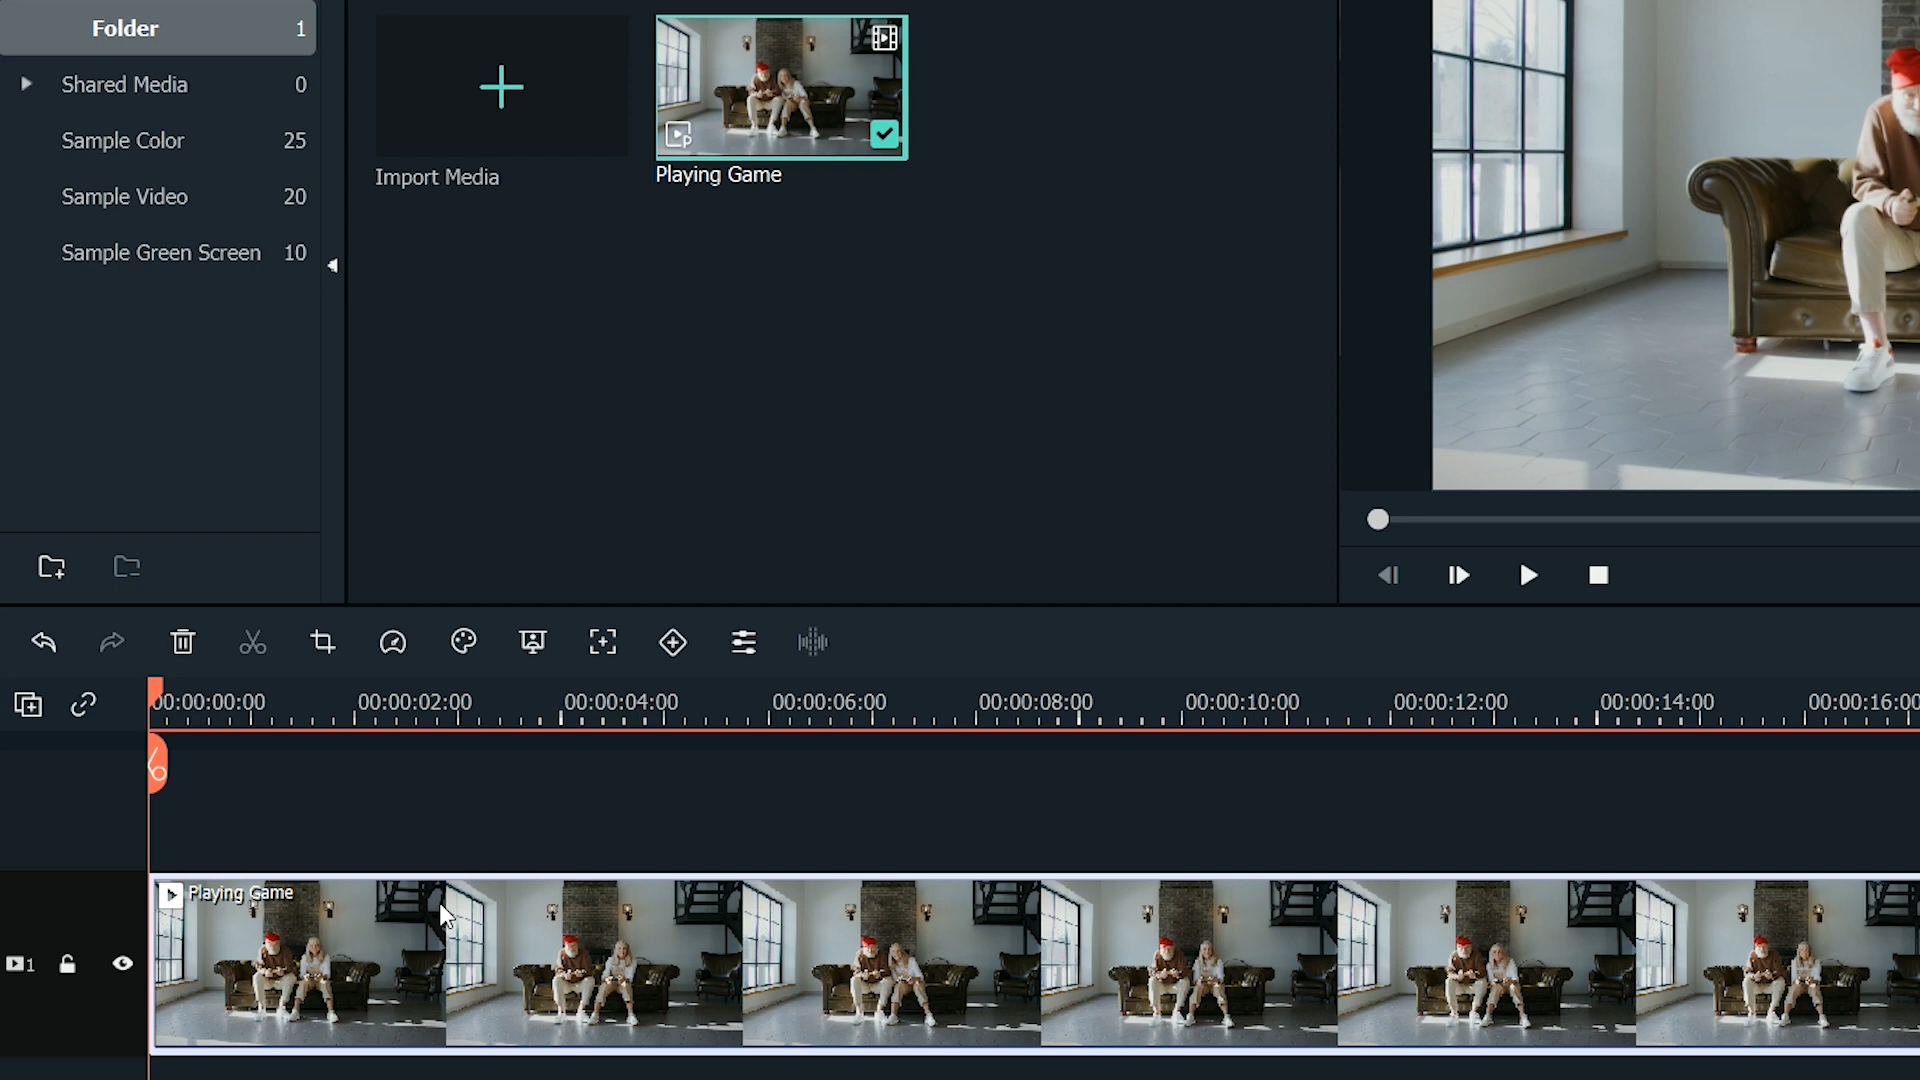 Folder 1
Shared Media 0
Sample Color 25
Sample Video 20
Sample Green Screen 10
Import Media
Playing Game
00:00:00:00 00:00:02:00 00:00:04:00 00:00:06:00 00:00:08:00 00:00:10:00 00:00:12:00 00:00:14:00 00:00:16:00
Playing Game
1